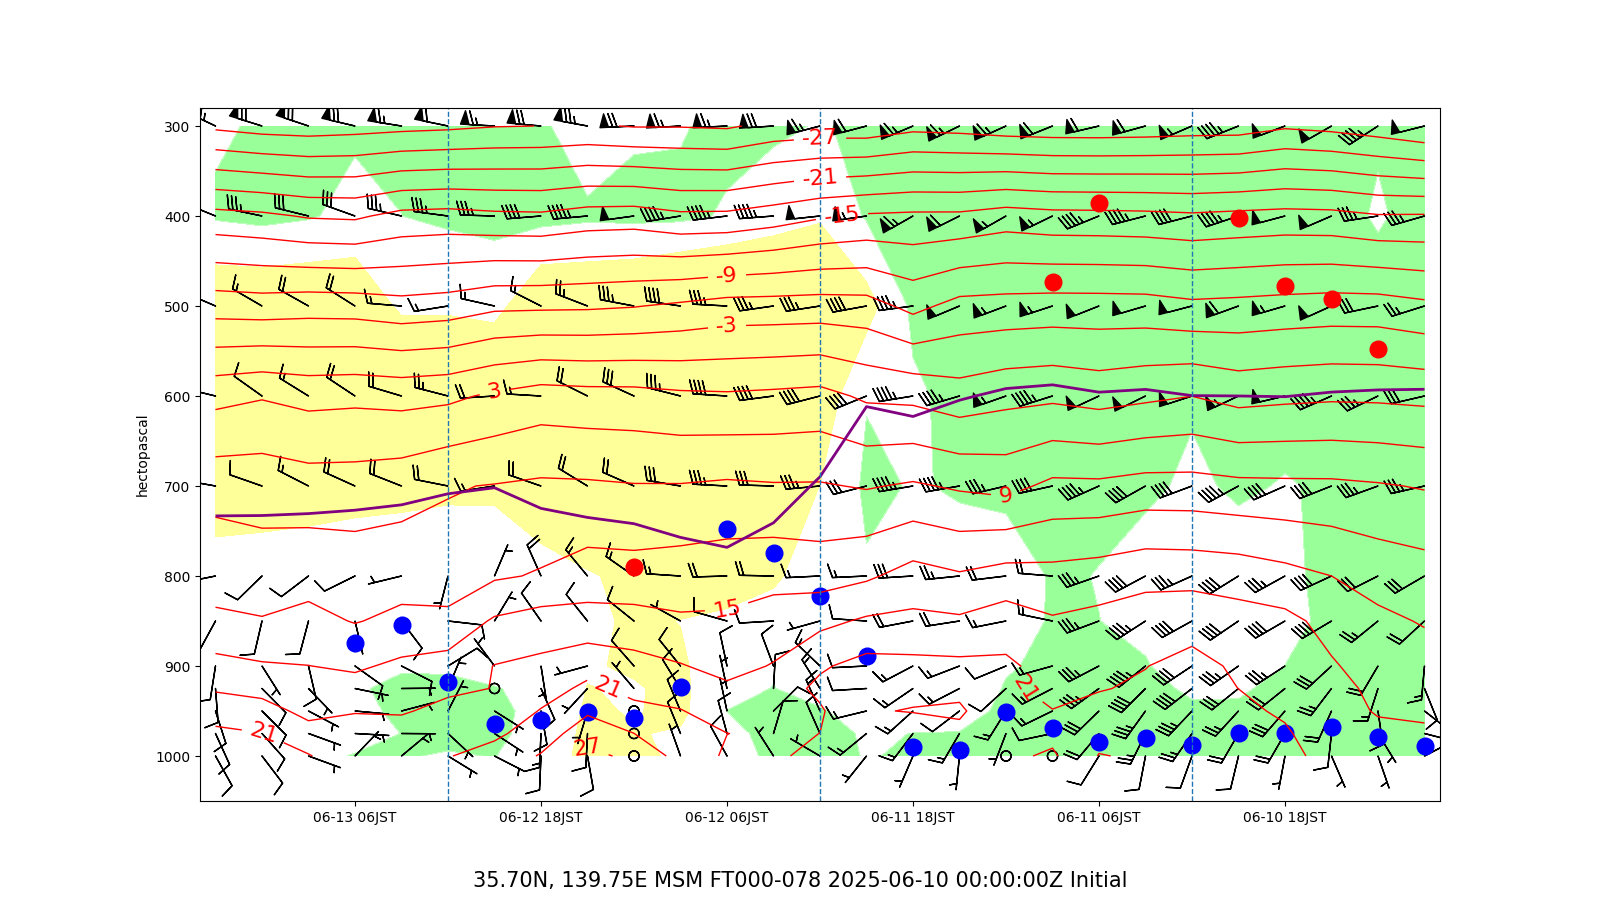 300
-27
-21
400
-15
-9
500
-3
3
600
hectopascal
700
9
800
15
900
21
21
21
27
1000
06-13 06JST
06-12 18JST
06-12 06JST
06-11 18JST
06-11 06JST
06-10 18JST
35.70N, 139.75E MSM FT000-078 2025-06-10 00:00:00Z Initial